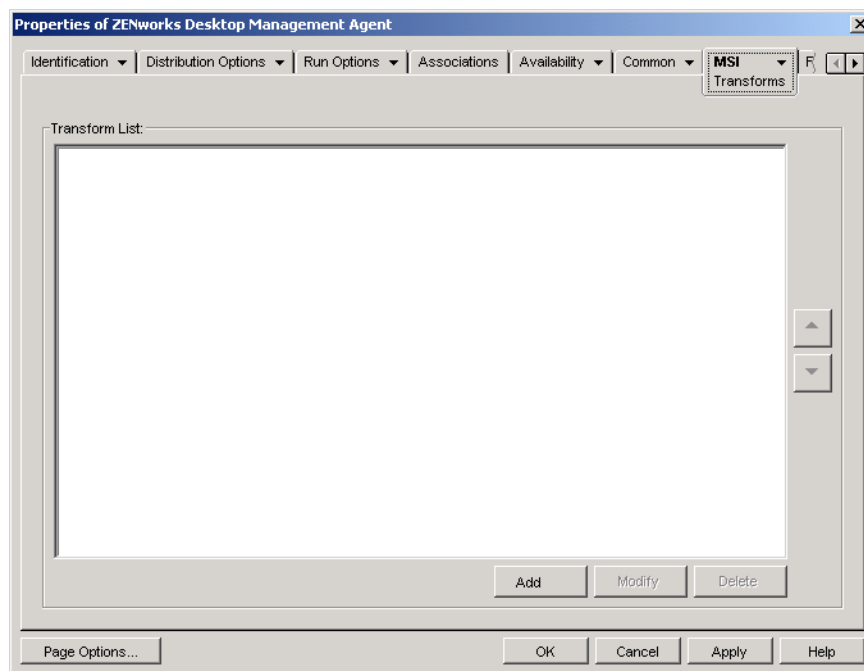 Properties of ZENworks Desktop Management Agent
Identification Distribution Options Run Options Associations Availability Common MSI
Transforms
Transform List:
Add Modify Delete
Page Options... OK Cancel Apply Help